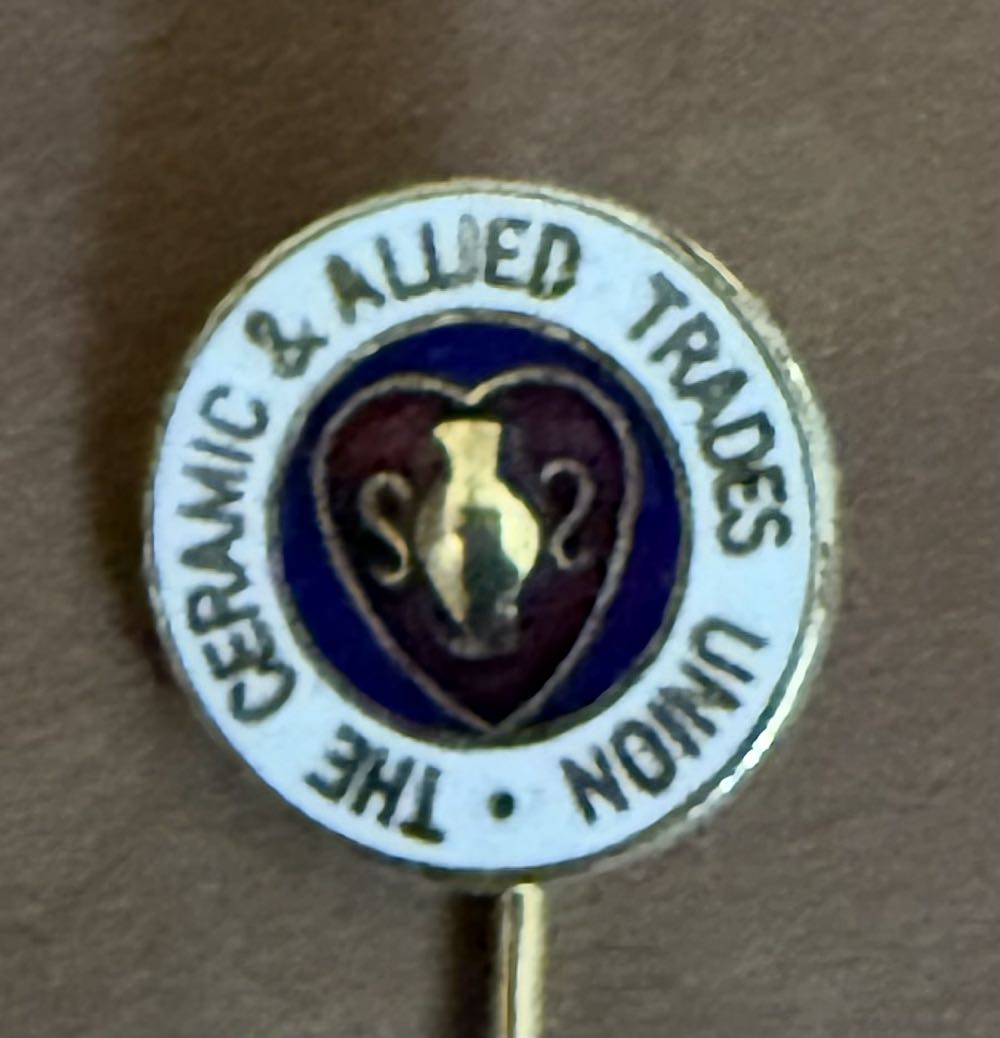 THE CERAMIC & ALLIED TRADES UNION •